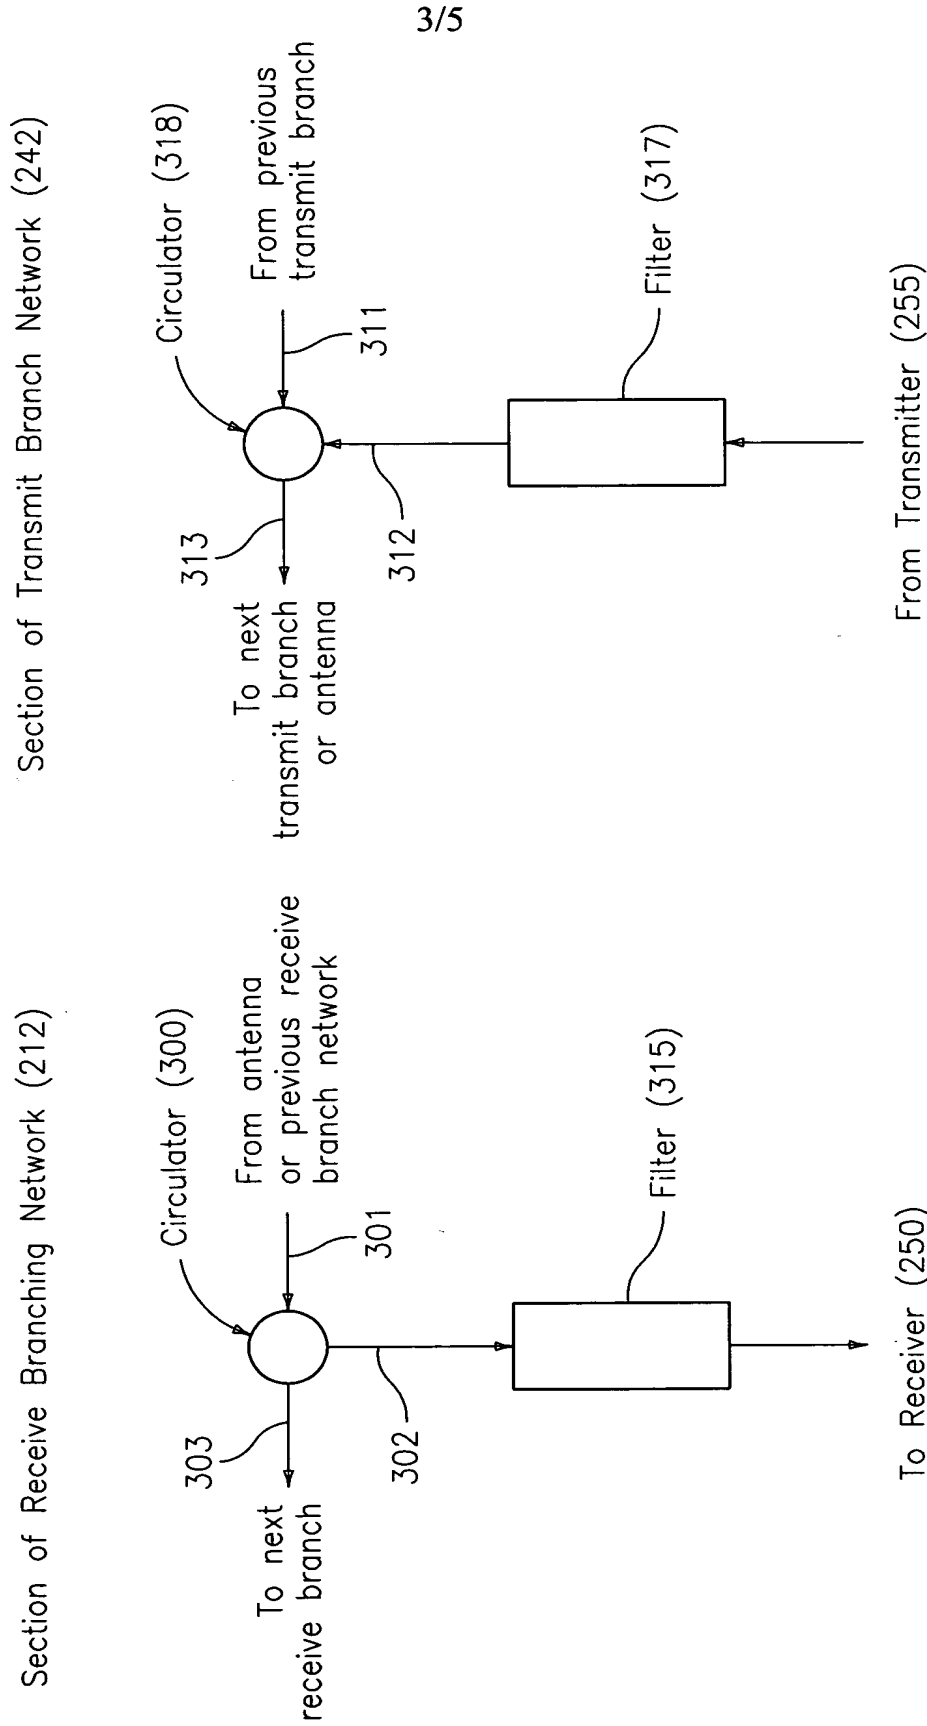 3/5
Section of Receive Branching Network (212)
Circulator (300)
From antenna
or previous receive
branch network
301
303
To next
receive branch
302
Filter (315)
To Receiver (250)
Section of Transmit Branch Network (242)
Circulator (318)
From previous
transmit branch
311
313
To next
transmit branch
or antenna
312
Filter (317)
From Transmitter (255)